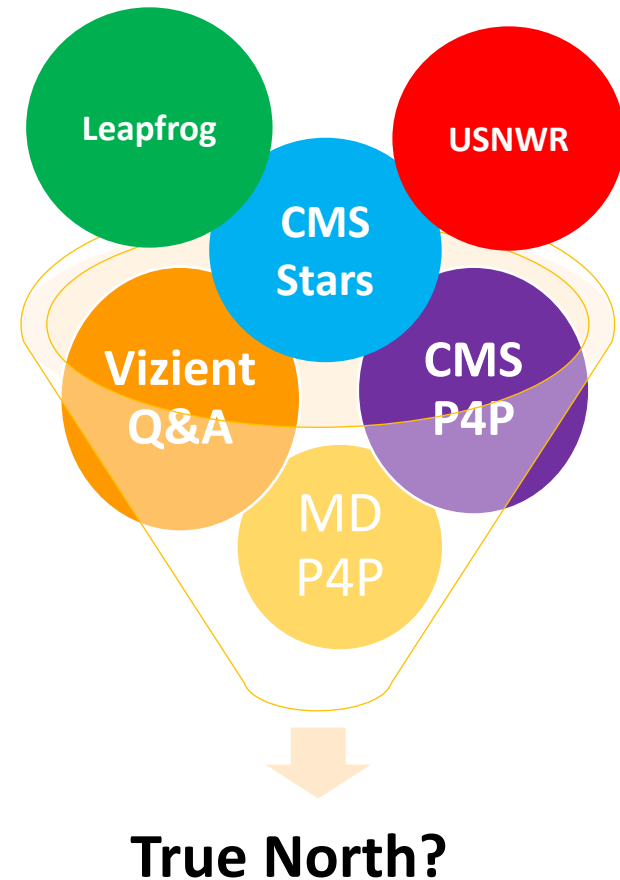 Leapfrog
USNWR
CMS
Stars
Vizient
Q&A
CMS
P4P
MD
P4P
True North?